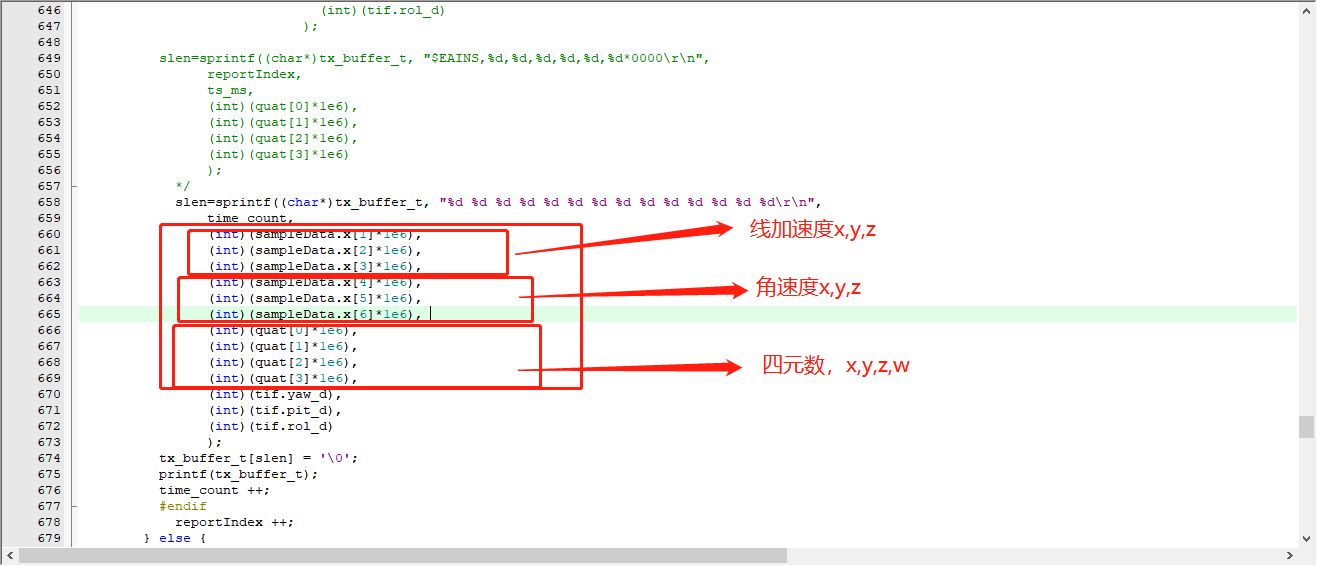 646 (int)(tif.rol_d)
647 );
648
649 slen=sprintf((char*)tx_buffer_t, "$EAINS,%d,%d,%d,%d,%d,%d*0000\r\n",
650 reportIndex,
651 ts_ms,
652 (int)(quat[0]*1e6),
653 (int)(quat[1]*1e6),
654 (int)(quat[2]*1e6),
655 (int)(quat[3]*1e6)
656 );
657 */
658 slen=sprintf((char*)tx_buffer_t, "%d %d %d %d %d %d %d %d %d %d %d %d %d %d\r\n",
659 time_count,
660 (int)(sampleData.x[1]*1e6),
线加速度x,y,z
661 (int)(sampleData.x[2]*1e6),
662 (int)(sampleData.x[3]*1e6),
663 (int)(sampleData.x[4]*1e6),
角速度x,y,z
664 (int)(sampleData.x[5]*1e6),
665 (int)(sampleData.x[6]*1e6),
666 (int)(quat[0]*1e6),
667 (int)(quat[1]*1e6),
668 (int)(quat[2]*1e6),
四元数，x,y,z,w
669 (int)(quat[3]*1e6),
670 (int)(tif.yaw_d),
671 (int)(tif.pit_d),
672 (int)(tif.rol_d)
673 );
674 tx_buffer_t[slen] = '\0';
675 printf(tx_buffer_t);
676 time_count ++;
677 #endif
678 reportIndex ++;
679 } else {